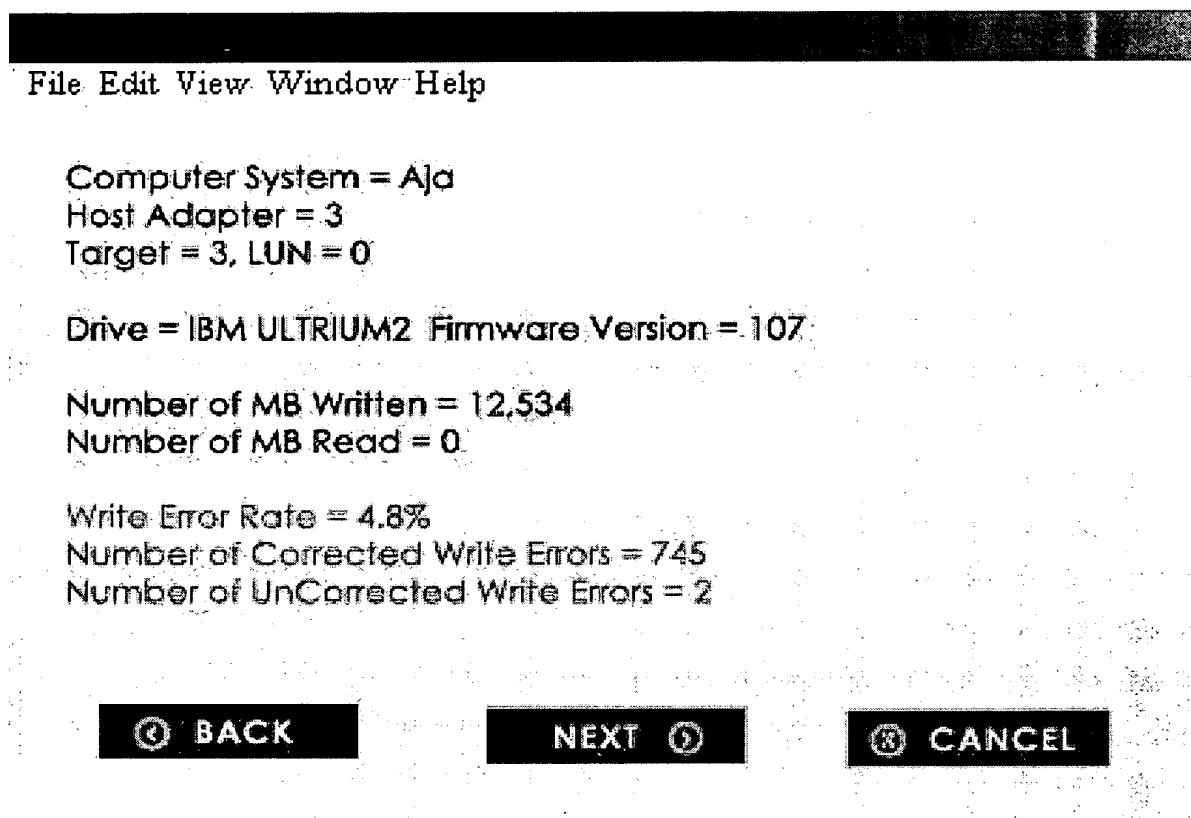 File Edit View Window Help
Computer System = Aja
Host Adapter = 3
Target = 3, LUN = 0
Drive = IBM ULTRIUM2 Firmware Version = 107
Number of MB Written = 12,534
Number of MB Read = 0
Write Error Rate = 4.8%
Number of Corrected Write Errors = 745
Number of UnCorrected Write Errors = 2
BACK NEXT CANCEL